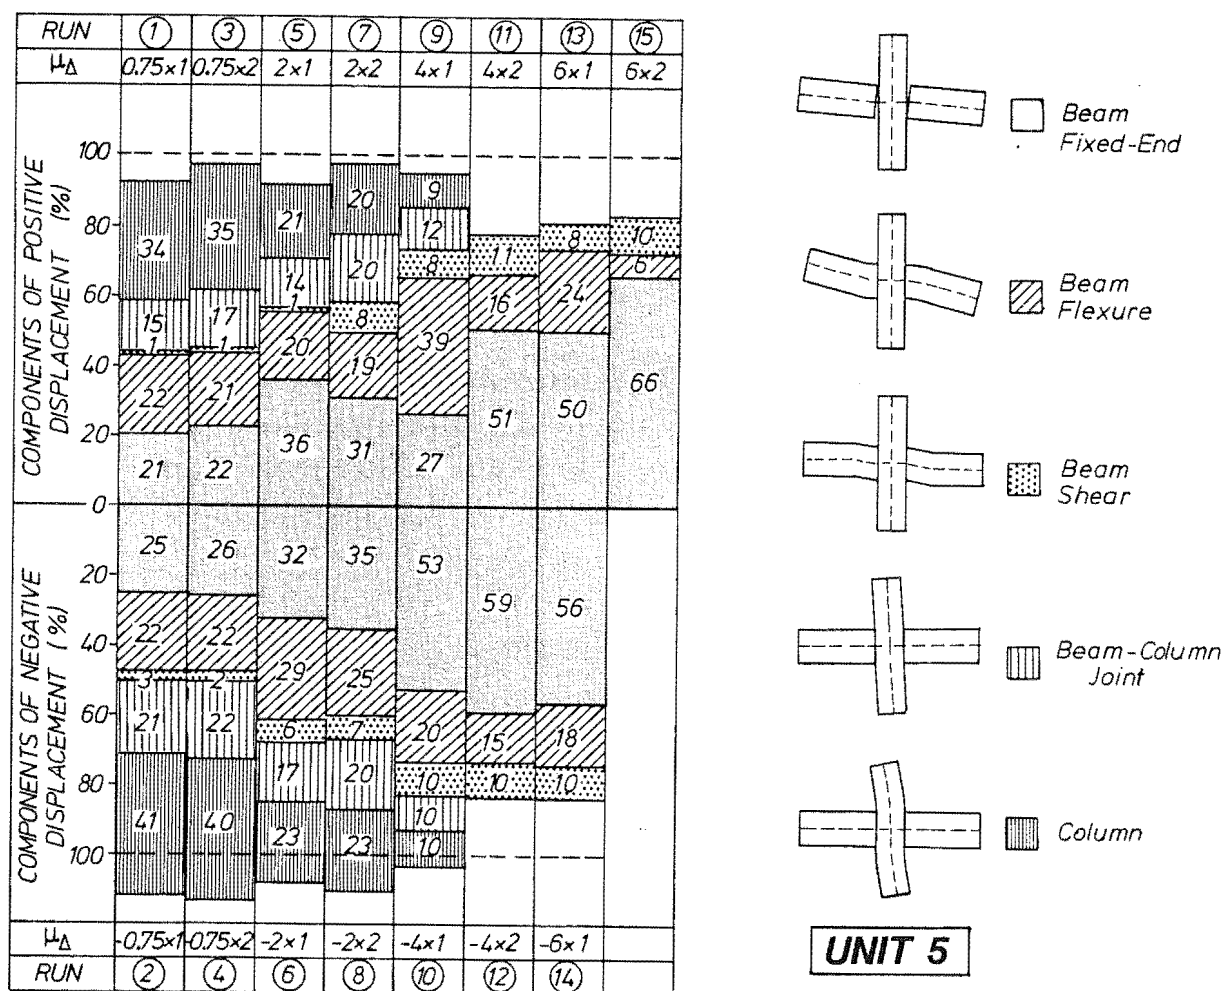 RUN ① ③ ⑤ ⑦ ⑨ ⑪ ⑬ ⑮
μΔ 0.75×1 0.75×2 2×1 2×2 4×1 4×2 6×1 6×2
COMPONENTS OF POSITIVE
DISPLACEMENT (%)
100
80
60
40
20
0
34 35 21 20 9
15 17 14 20 12
1 1 1 8 8 11 8 10
22 21 20 19 39 16 24 6
21 22 36 31 27 51 50 66
COMPONENTS OF NEGATIVE
DISPLACEMENT (%)
20
40
60
80
100
25 26 32 35 53 59 56
22 22 29 25 20 15 18
3 2 6 7 10 10 10
21 22 17 20 10
41 40 23 23 10
μΔ -0.75×1 -0.75×2 -2×1 -2×2 -4×1 -4×2 -6×1
RUN ② ④ ⑥ ⑧ ⑩ ⑫ ⑭
Beam
Fixed-End
Beam
Flexure
Beam
Shear
Beam-Column
Joint
Column
UNIT 5